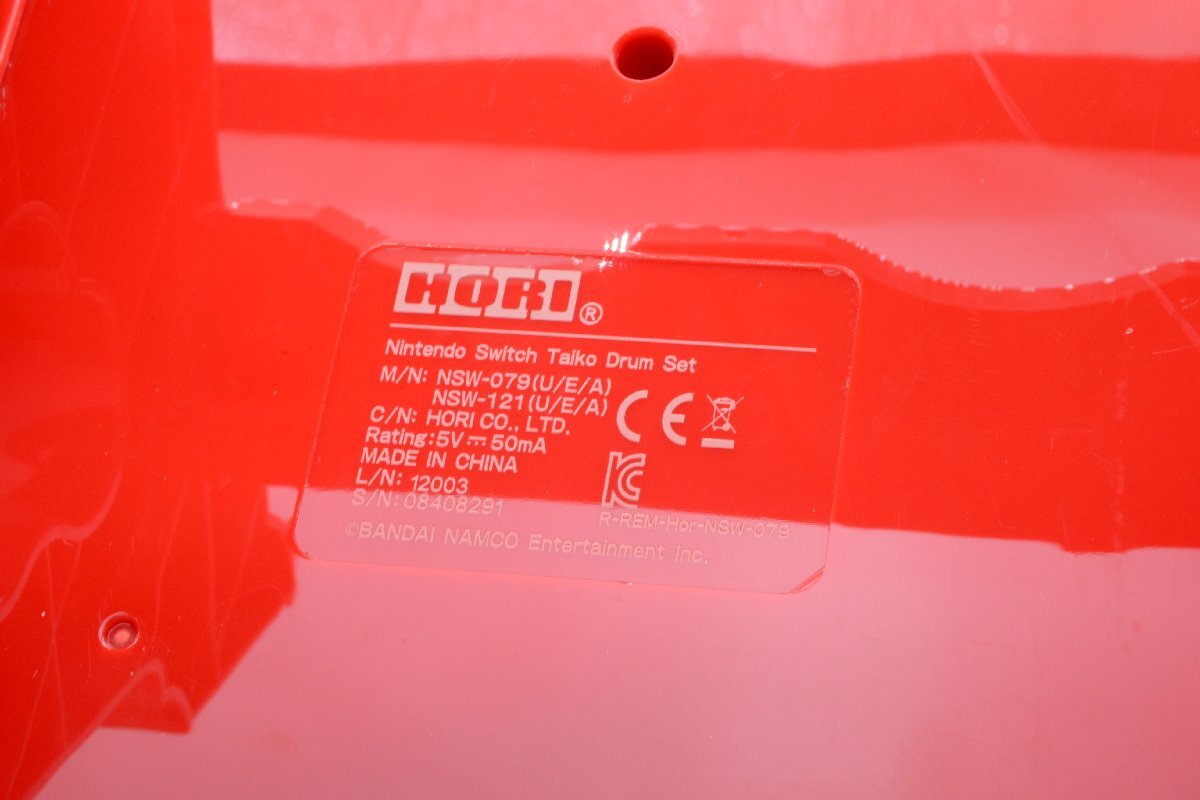 HORI®
Nintendo Switch Taiko Drum Set
M/N: NSW-079(U/E/A)
NSW-121(U/E/A)
C/N: HORI CO., LTD.
Rating:5V⎓50mA
MADE IN CHINA
L/N: 12003
S/N:08408291
CE
R-REM-Hor-NSW-079
©BANDAI NAMCO Entertainment Inc.